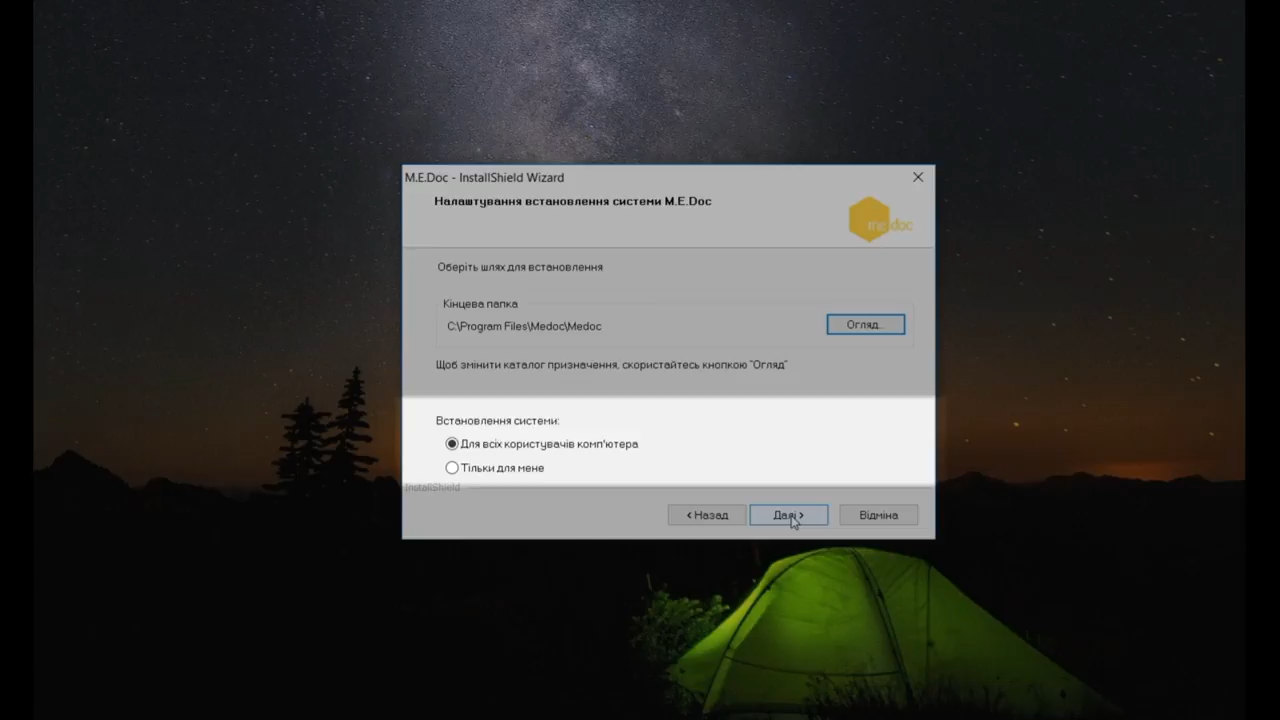 M.E.Doc - InstallShield Wizard
Налаштування встановлення системи M.E.Doc
me.doc
Оберіть шлях для встановлення
Кінцева папка
C:\Program Files\Medoc\Medoc
Огляд...
Щоб змінити каталог призначення, скористайтесь кнопкою "Огляд"
Встановлення системи:
Для всіх користувачів комп'ютера
Тільки для мене
InstallShield
< Назад
Далі >
Відміна